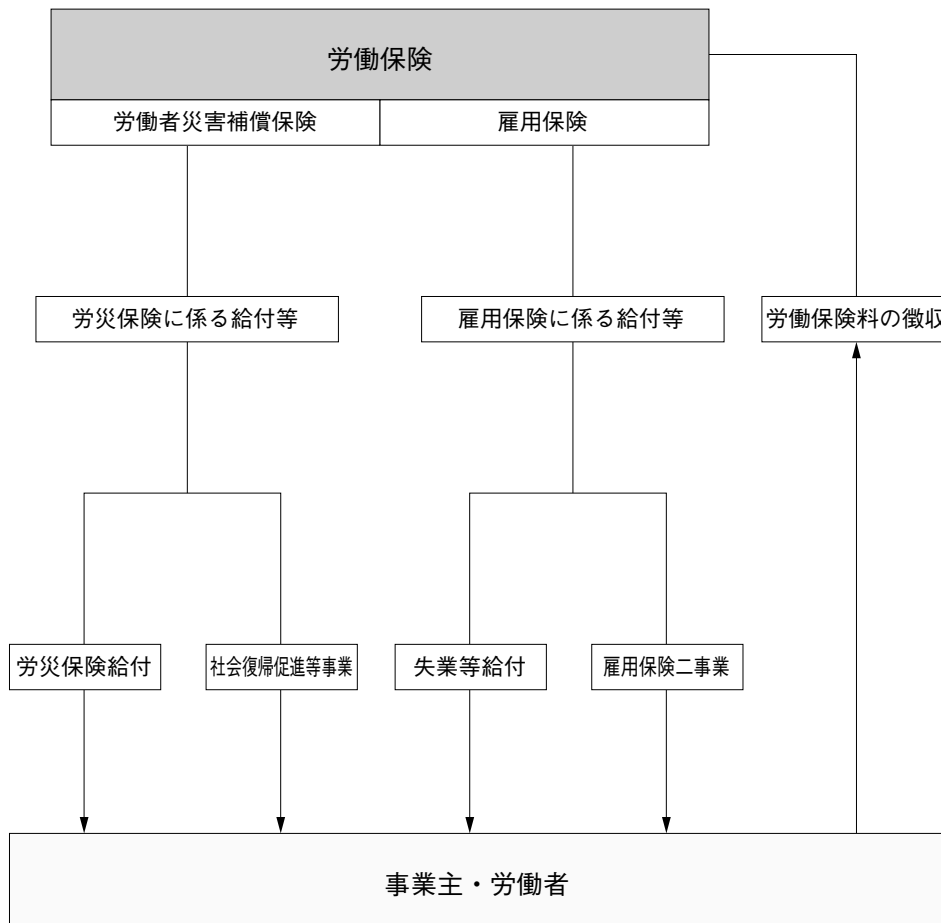 労働保険
労働者災害補償保険
雇用保険
労災保険に係る給付等
雇用保険に係る給付等
労働保険料の徴収
労災保険給付
社会復帰促進等事業
失業等給付
雇用保険二事業
事業主・労働者